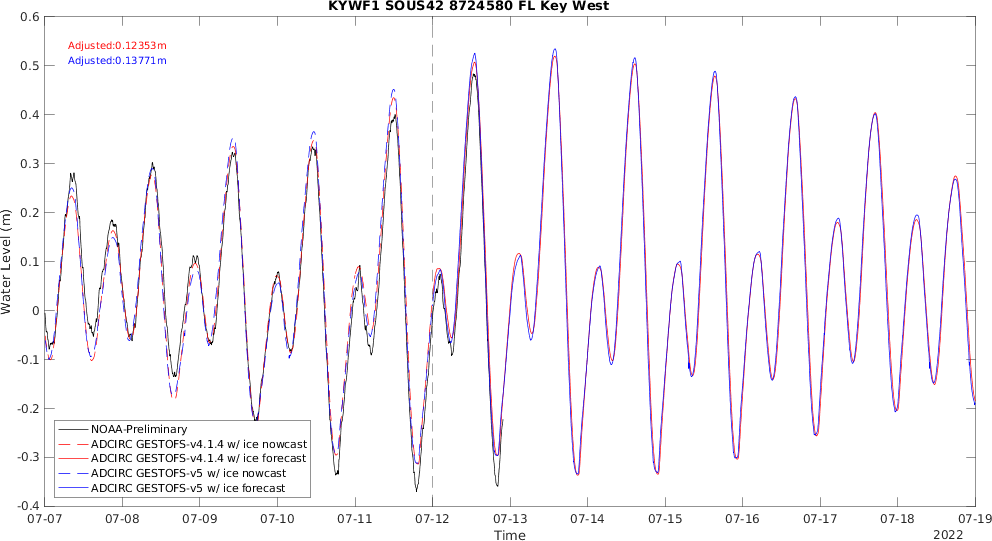 KYWF1 SOUS42 8724580 FL Key West
0.6
0.5
0.4
0.3
0.2
0.1
0
-0.1
-0.2
-0.3
-0.4
Water Level (m)
Adjusted:0.12353m
Adjusted:0.13771m
NOAA-Preliminary
ADCIRC GESTOFS-v4.1.4 w/ ice nowcast
ADCIRC GESTOFS-v4.1.4 w/ ice forecast
ADCIRC GESTOFS-v5 w/ ice nowcast
ADCIRC GESTOFS-v5 w/ ice forecast
07-07 07-08 07-09 07-10 07-11 07-12 07-13 07-14 07-15 07-16 07-17 07-18 07-19
Time
2022